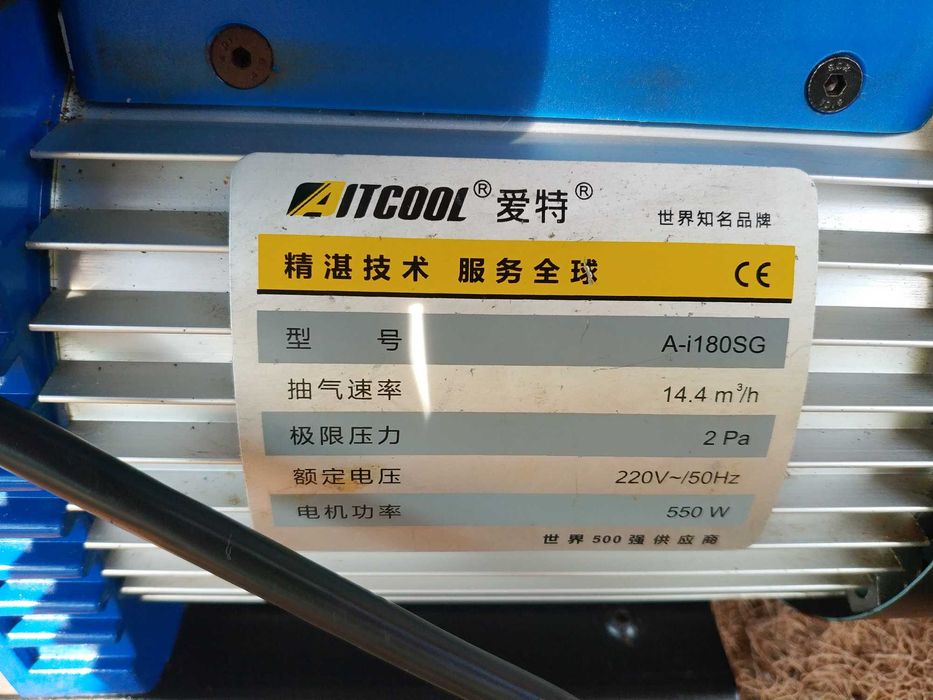 AITCOOL® 爱特®
世界知名品牌
精湛技术 服务全球 CE
型号 A-i180SG
抽气速率 14.4 m³/h
极限压力 2 Pa
额定电压 220V~/50Hz
电机功率 550 W
世界500强供应商